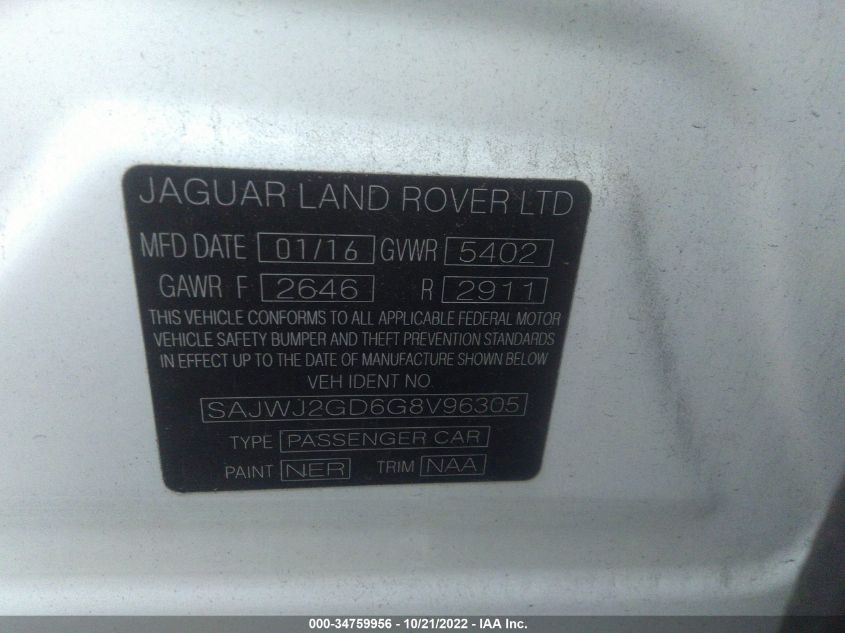 JAGUAR LAND ROVER LTD
MFD DATE 01/16 GVWR 5402
GAWR F 2646 R 2911
THIS VEHICLE CONFORMS TO ALL APPLICABLE FEDERAL MOTOR
VEHICLE SAFETY BUMPER AND THEFT PREVENTION STANDARDS
IN EFFECT UP TO THE DATE OF MANUFACTURE SHOWN BELOW
VEH IDENT NO.
SAJWJ2GD6G8V96305
TYPE PASSENGER CAR
PAINT NER TRIM NAA
000-34759956 - 10/21/2022 - IAA Inc.